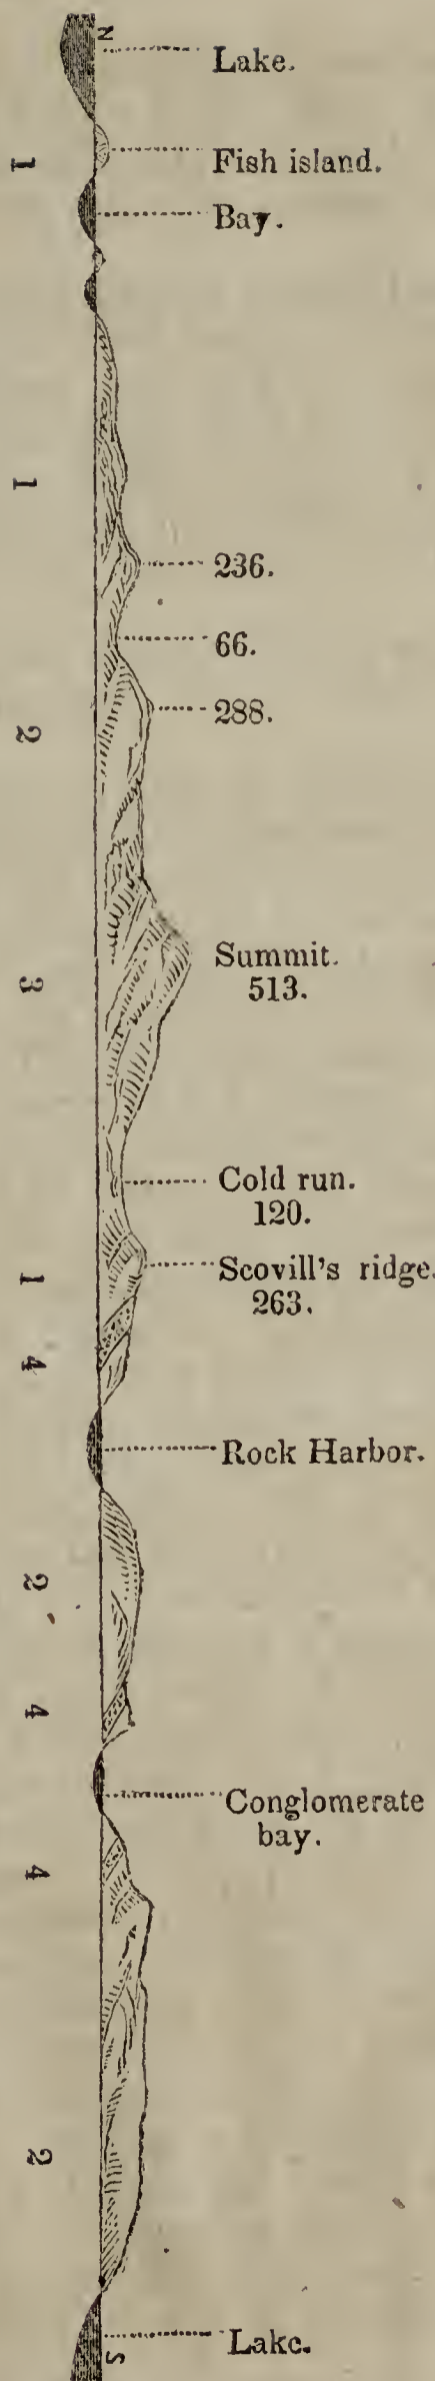 N
Lake.
1
Fish island.
Bay.
1
236.
66.
288.
2
Summit.
513.
3
Cold run.
120.
Scovill's ridge.
263.
1
4
Rock Harbor.
2
4
Conglomerate
bay.
4
2
Lake.
S